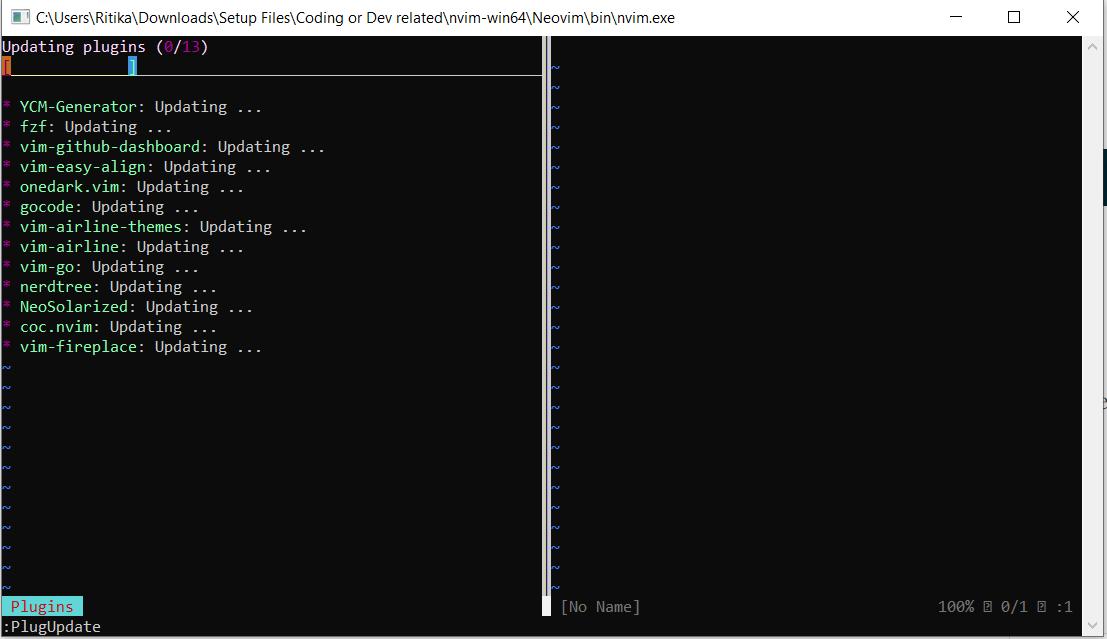 C:\Users\Ritika\Downloads\Setup Files\Coding or Dev related\nvim-win64\Neovim\bin\nvim.exe
Updating plugins (0/13)
[             ]
* YCM-Generator: Updating ...
* fzf: Updating ...
* vim-github-dashboard: Updating ...
* vim-easy-align: Updating ...
* onedark.vim: Updating ...
* gocode: Updating ...
* vim-airline-themes: Updating ...
* vim-airline: Updating ...
* vim-go: Updating ...
* nerdtree: Updating ...
* NeoSolarized: Updating ...
* coc.nvim: Updating ...
* vim-fireplace: Updating ...
Plugins
[No Name] 100% 0/1 :1
:PlugUpdate